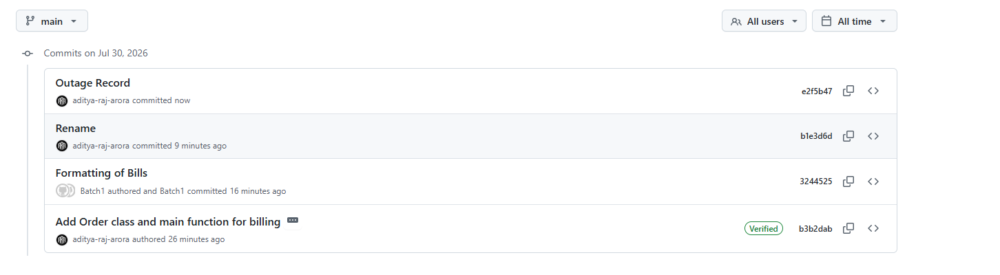 main
All users
All time
Commits on Jul 30, 2026
Outage Record
aditya-raj-arora committed now
e2f5b47
Rename
aditya-raj-arora committed 9 minutes ago
b1e3d6d
Formatting of Bills
Batch1 authored and Batch1 committed 16 minutes ago
3244525
Add Order class and main function for billing
aditya-raj-arora authored 26 minutes ago
Verified
b3b2dab